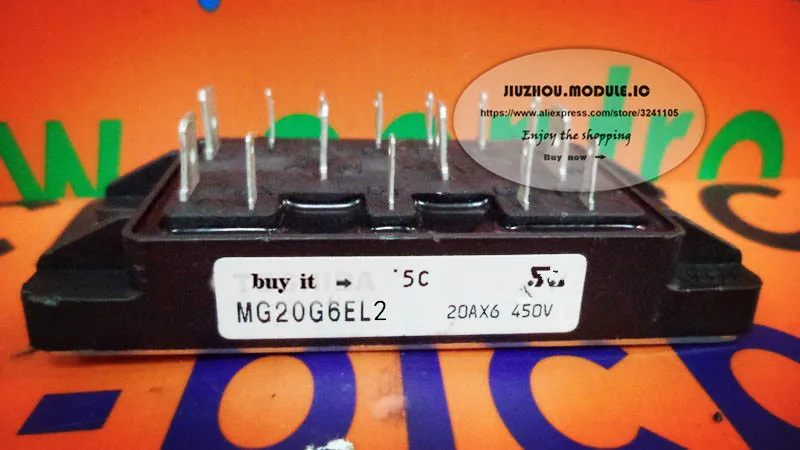 JIUZHOU.MODULE.IC
https://www.aliexpress.com/store/3241105
Enjoy the shopping
Buy now →
buy it → 5C
MG20G6EL2 20AX6 450V